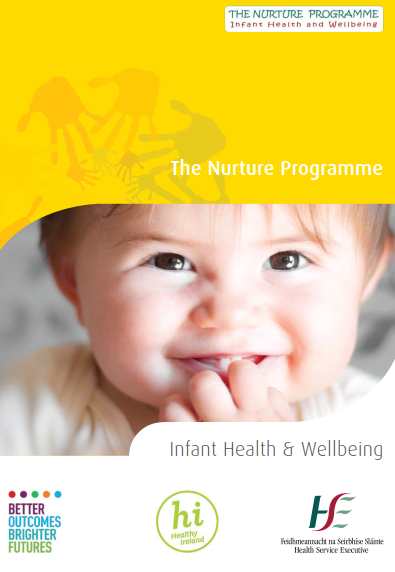 THE NURTURE PROGRAMME
Infant Health and Wellbeing
The Nurture Programme
Infant Health & Wellbeing
BETTER
OUTCOMES
BRIGHTER
FUTURES
hi
Healthy
Ireland
HE
Feidhmeannacht na Seirbhíse Sláinte
Health Service Executive